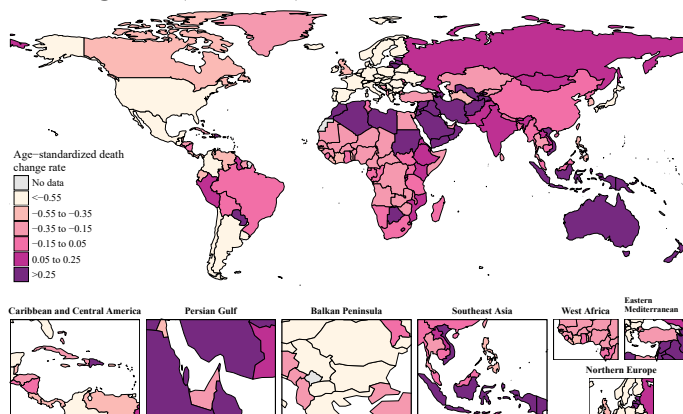 Age−standardized death
change rate
No data
<−0.55
−0.55 to −0.35
−0.35 to −0.15
−0.15 to 0.05
0.05 to 0.25
>0.25
Caribbean and Central America
Persian Gulf
Balkan Peninsula
Southeast Asia
West Africa
Eastern
Mediterranean
Northern Europe